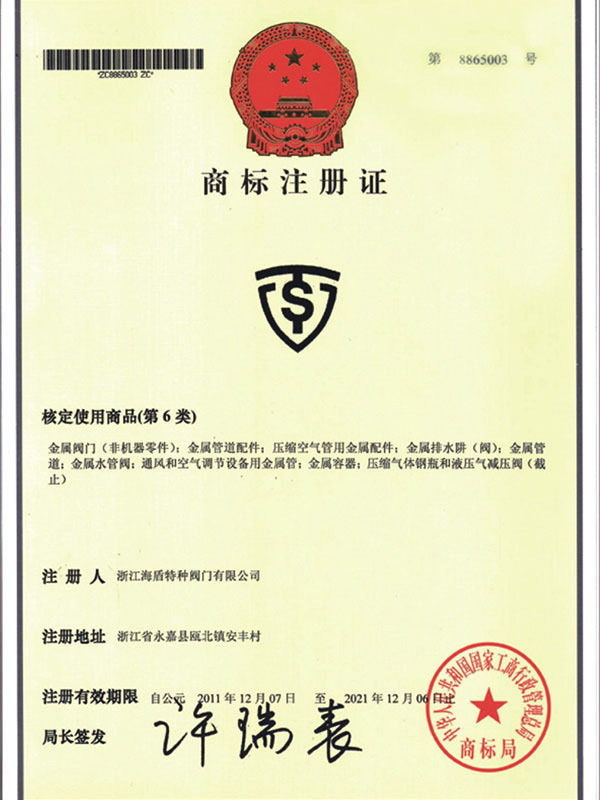 *ZC8865003 ZC*
第 8865003 号
商标注册证
S
核定使用商品(第 6 类)
金属阀门（非机器零件）；金属管道配件；压缩空气管用金属配件；金属排水阱（阀）；金属管
道；金属水管阀；通风和空气调节设备用金属管；金属容器；压缩气体钢瓶和液压气减压阀（截
止）
注 册 人 浙江海盾特种阀门有限公司
注册地址 浙江省永嘉县瓯北镇安丰村
注册有效期限 自公元 2011 年 12 月 07 日 至 2021 年 12 月 06 日止
局长签发 许瑞表
中华人民共和国国家工商行政管理总局
商标局